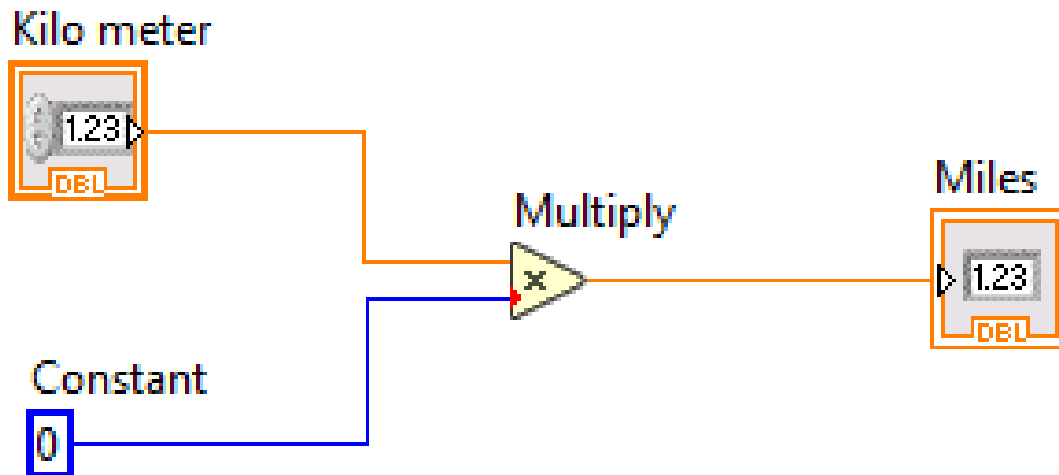 Kilo meter
1.23
DBL
Multiply
×
Miles
1.23
DBL
Constant
0